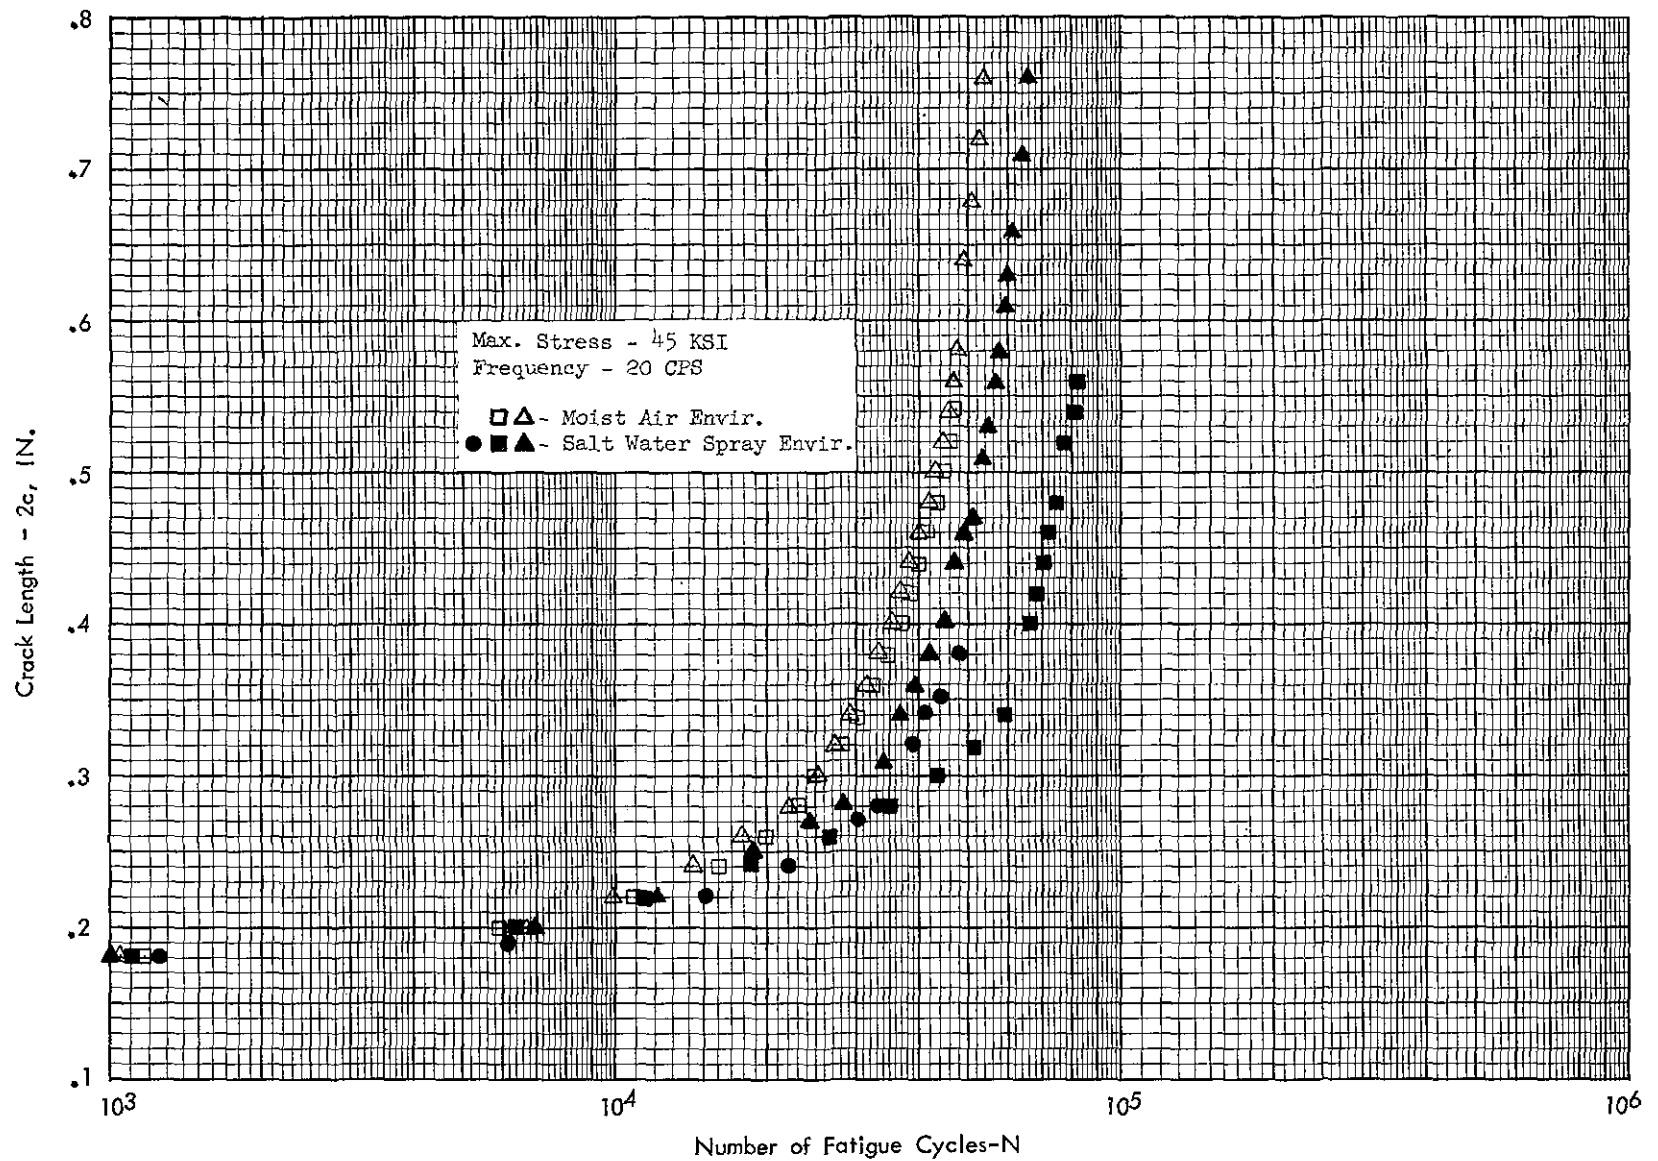 .8
.7
.6
.5
.4
.3
.2
.1
Crack Length - 2c, IN.
Max. Stress - 45 KSI
Frequency - 20 CPS
□ △ - Moist Air Envir.
● ■ ▲ - Salt Water Spray Envir.
10³ 10⁴ 10⁵ 10⁶
Number of Fatigue Cycles-N